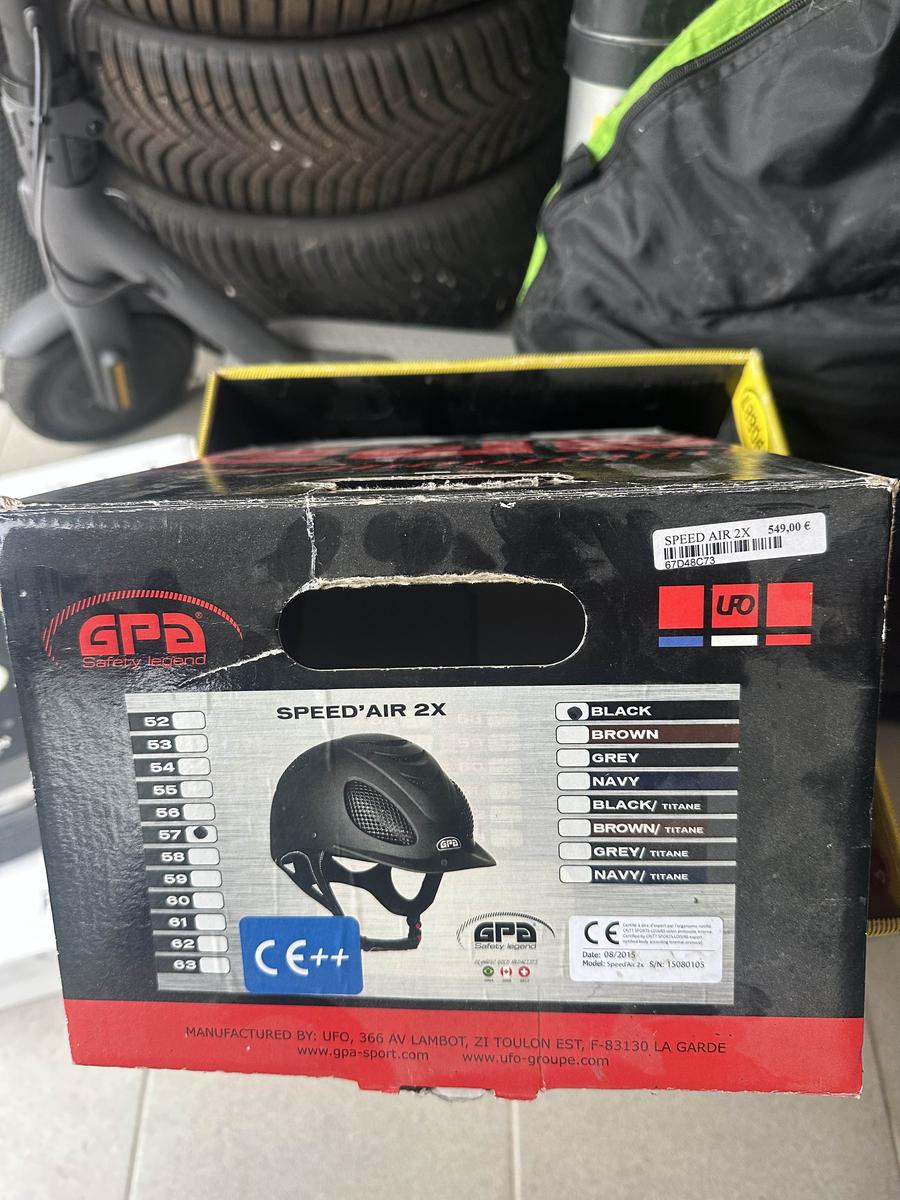 SPEED AIR 2X 549,00 €
67D48C73
GPA®
Safety legend
UFO
SPEED'AIR 2X
52
53
54
55
56
57
58
59
60
61
62
63
BLACK
BROWN
GREY
NAVY
BLACK/ TITANE
BROWN/ TITANE
GREY/ TITANE
NAVY/ TITANE
GPA
CE++
GPA
Safety legend
OLYMPIC GOLD MEDALISTS
CE
Date: 08/2015
Model: Speed'Air 2x S/N: 15080105
MANUFACTURED BY: UFO, 366 AV LAMBOT, ZI TOULON EST, F-83130 LA GARDE
www.gpa-sport.com www.ufo-groupe.com